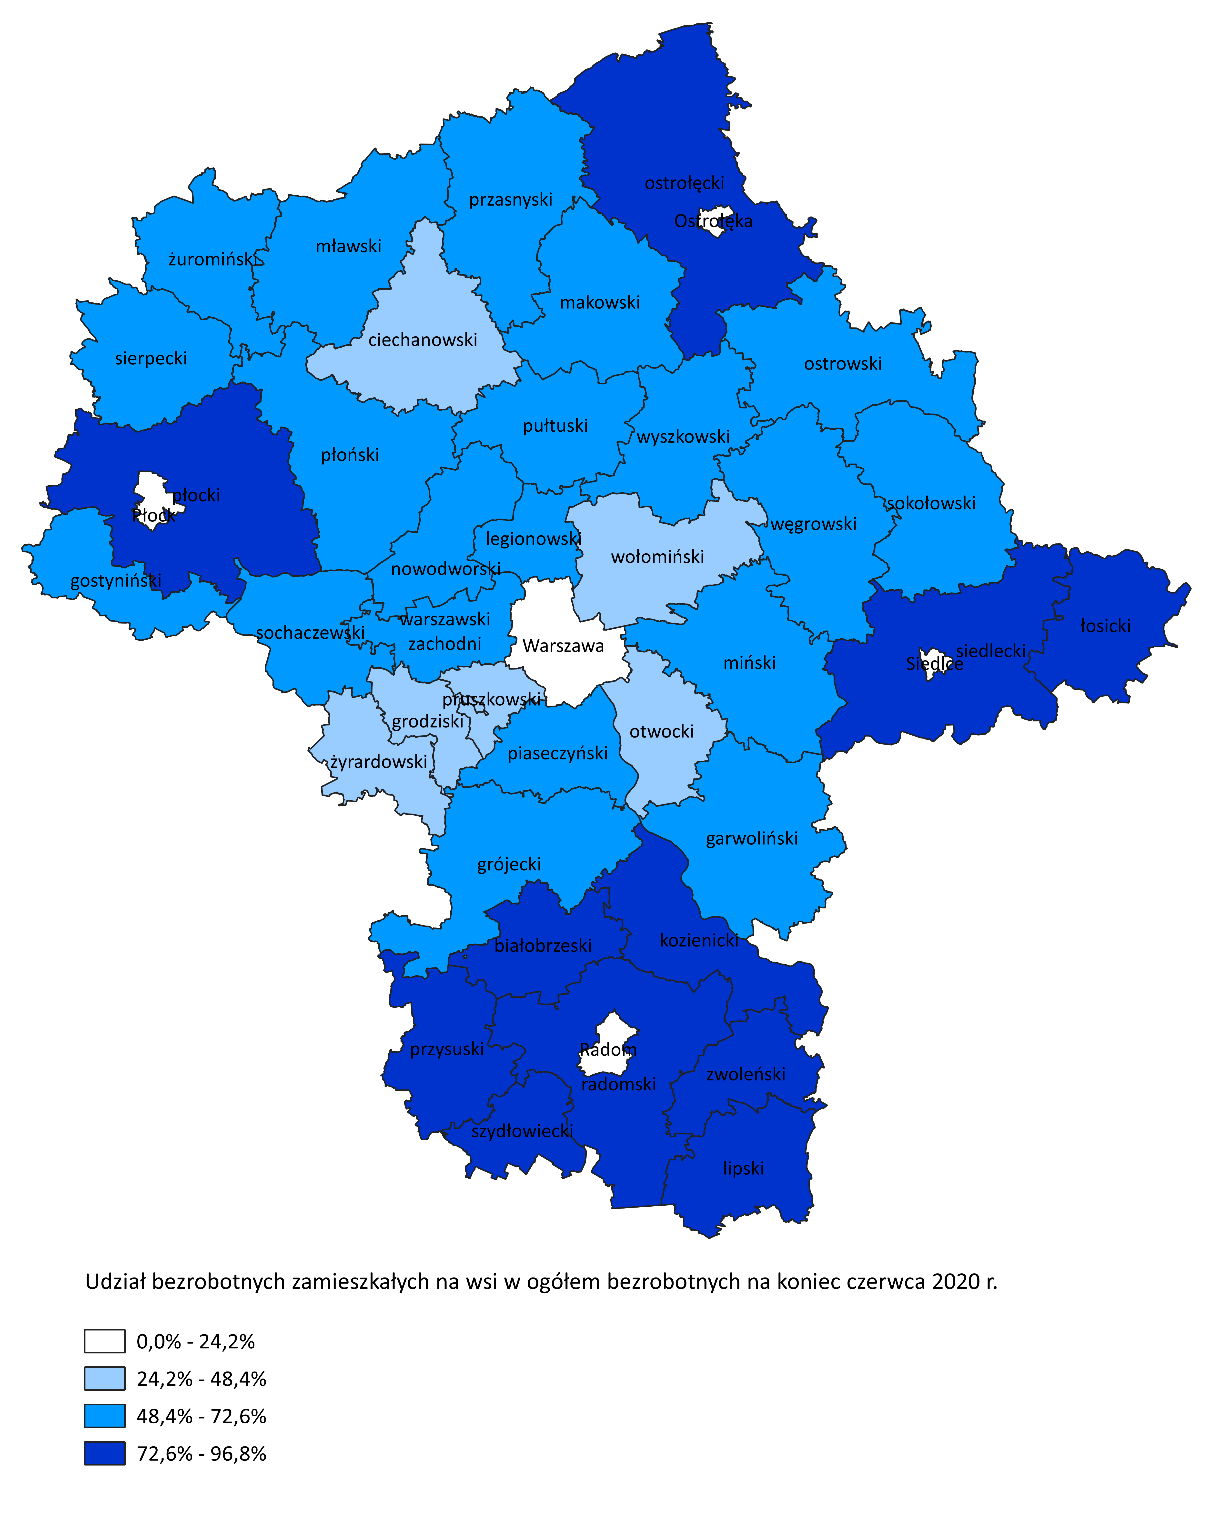 ostrołęcki
przasnyski
Ostrołęka
mławski
żuromiński
makowski
ciechanowski
sierpecki
ostrowski
pułtuski
wyszkowski
płoński
płocki
sokołowski
Płock
węgrowski
legionowski
wołomiński
nowodworski
gostyniński
warszawski
zachodni
łosicki
sochaczewski
Warszawa
siedlecki
Siedlce
miński
pruszkowski
grodziski
otwocki
piaseczyński
żyrardowski
garwoliński
grójecki
kozienicki
białobrzeski
przysuski
Radom
zwoleński
radomski
szydłowiecki
lipski
Udział bezrobotnych zamieszkałych na wsi w ogółem bezrobotnych na koniec czerwca 2020 r.
0,0% - 24,2%
24,2% - 48,4%
48,4% - 72,6%
72,6% - 96,8%